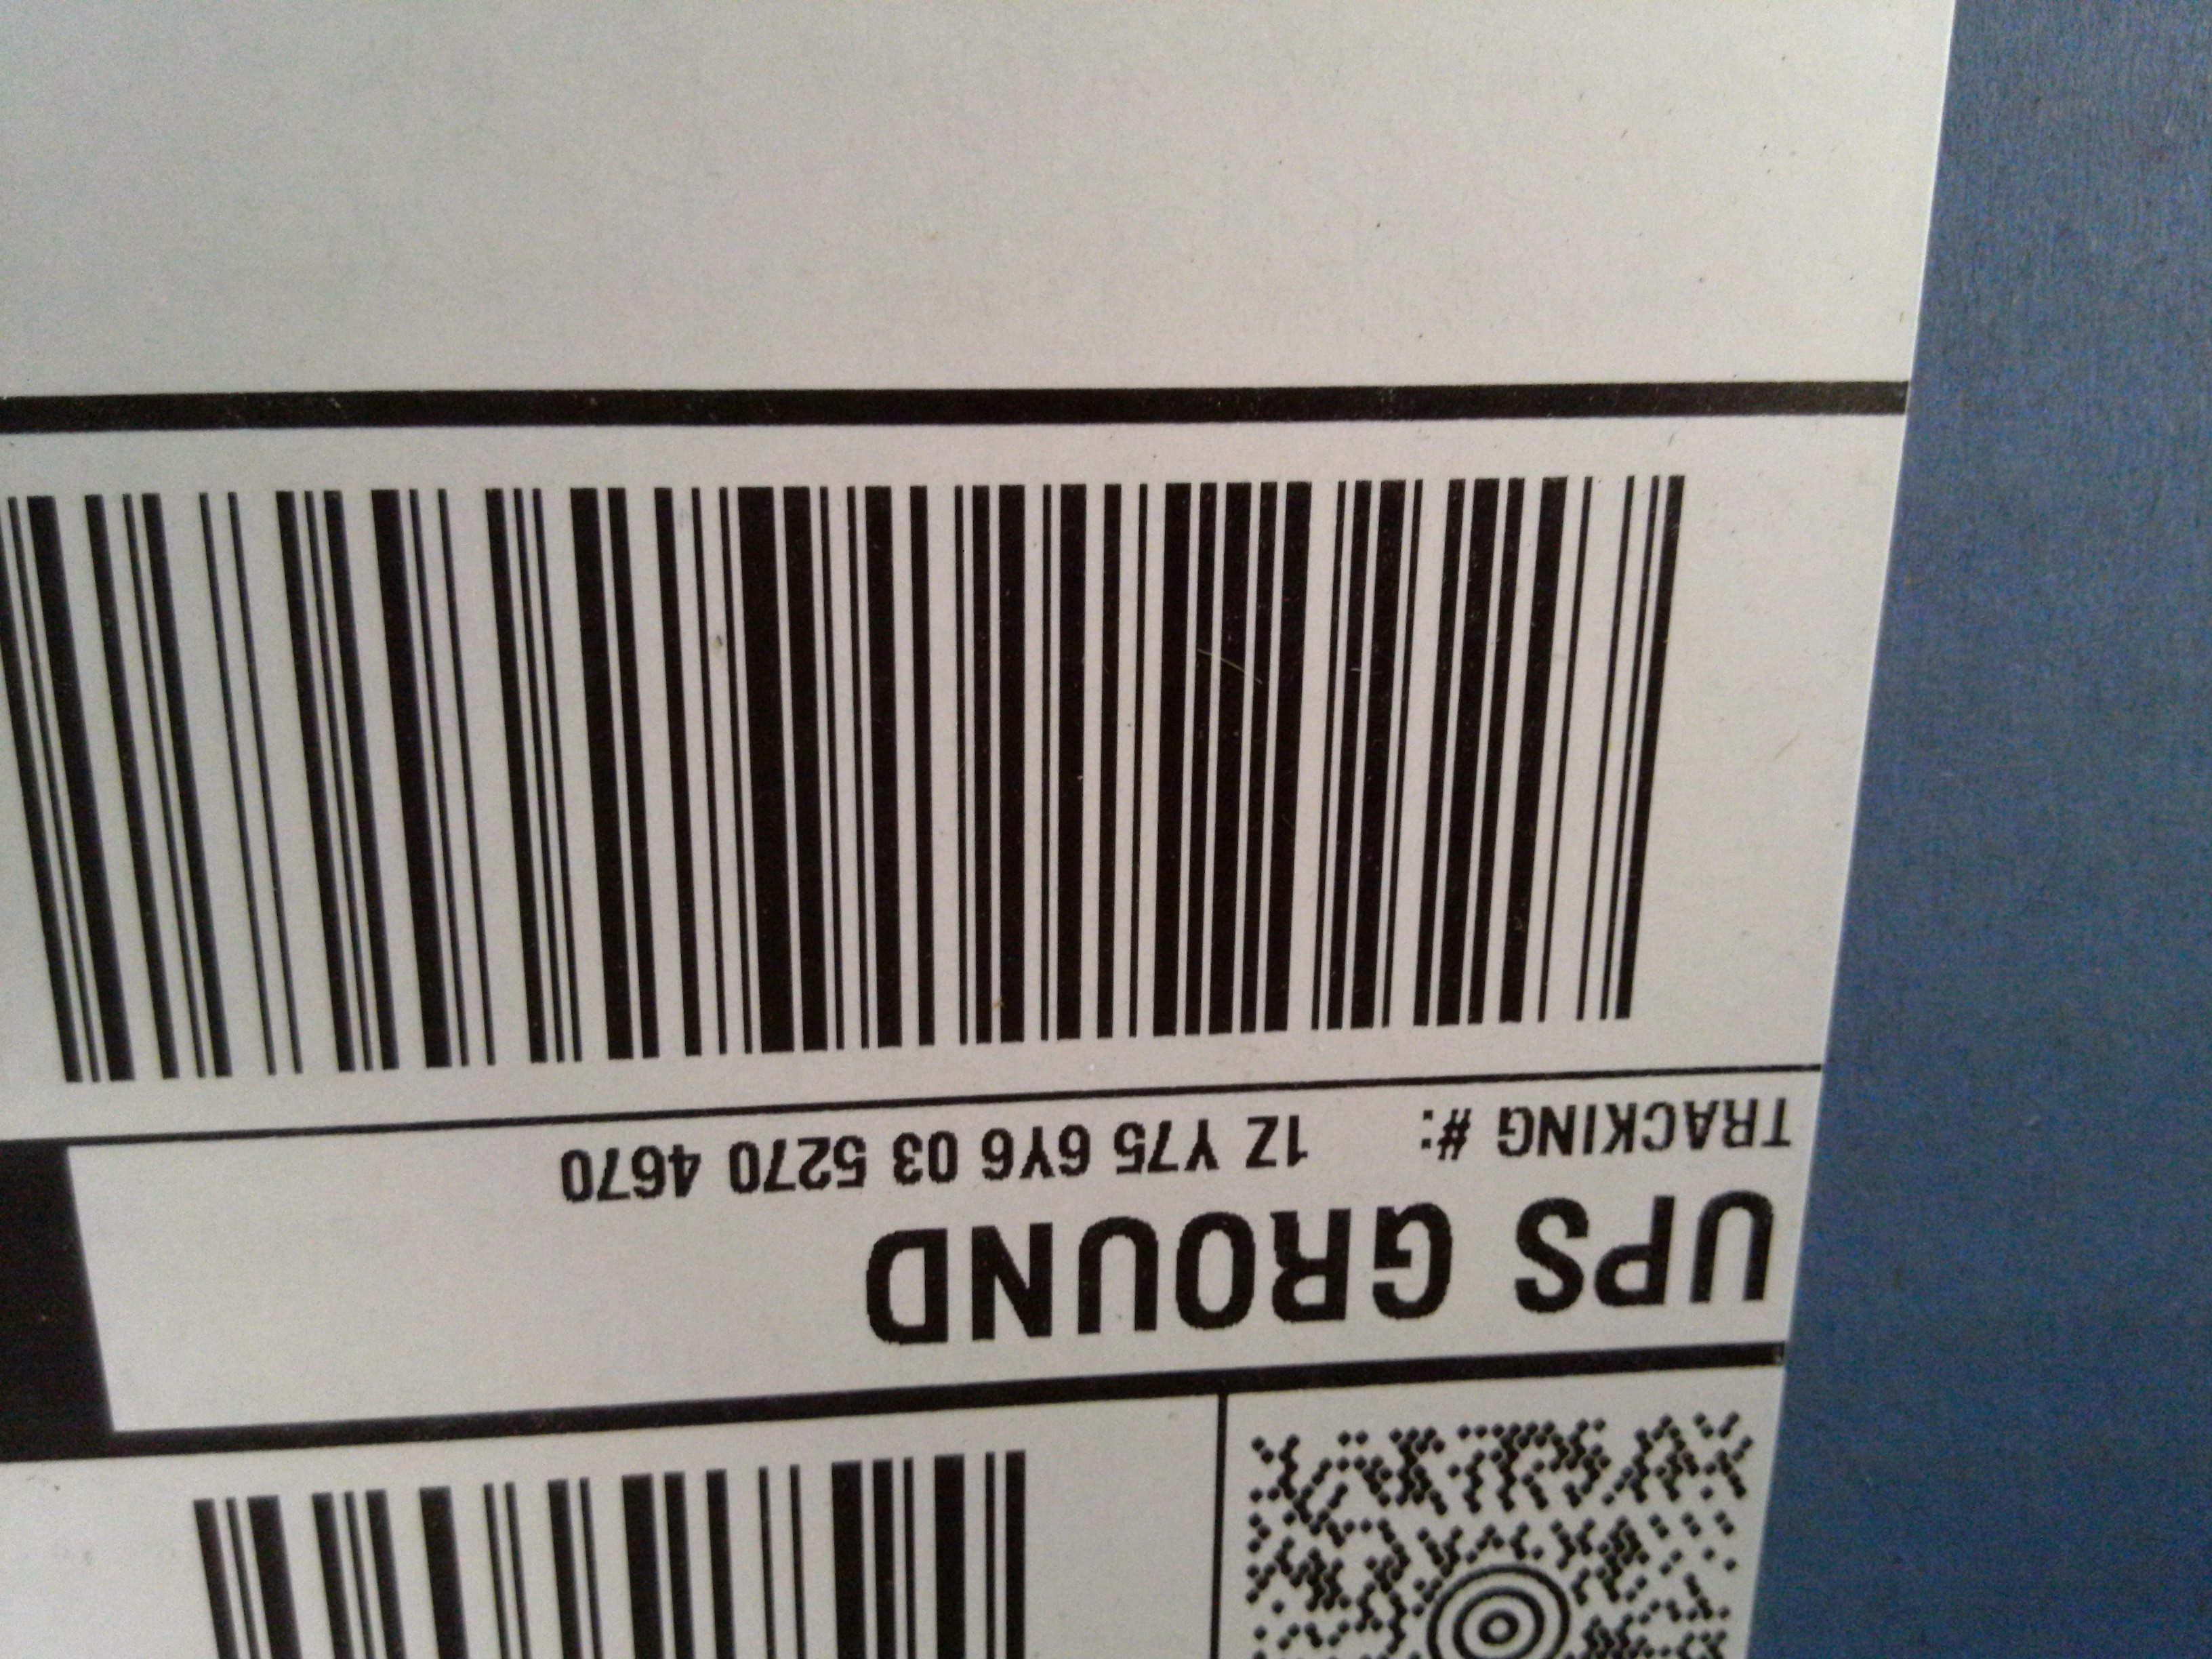 UPS GROUND
TRACKING #: 1Z Y75 6Y6 03 5270 4670